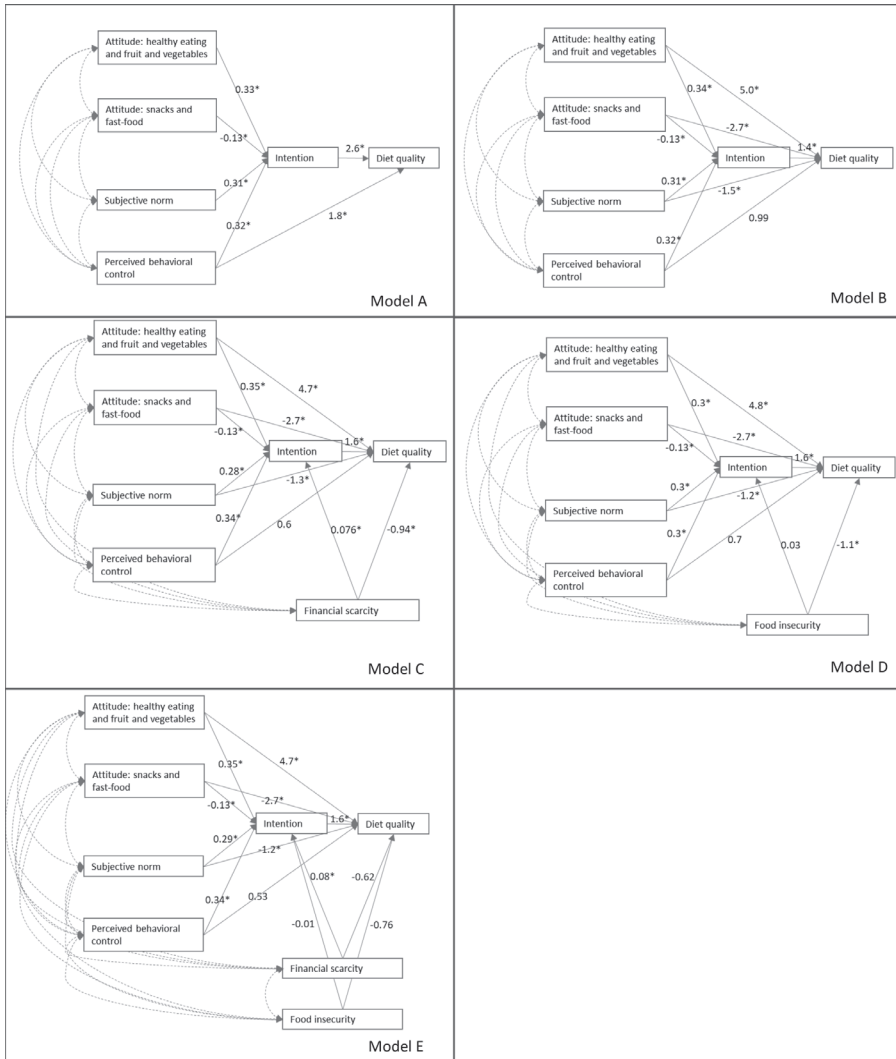 Attitude: healthy eating
and fruit and vegetables
0.33*
Attitude: snacks and
fast-food
-0.13*
Intention
2.6*
Diet quality
0.31*
Subjective norm
0.32*
1.8*
Perceived behavioral
control
Model A
Attitude: healthy eating
and fruit and vegetables
0.34*
5.0*
Attitude: snacks and
fast-food
-2.7*
-0.13*
1.4*
Intention
Diet quality
0.31*
-1.5*
Subjective norm
0.99
0.32*
Perceived behavioral
control
Model B
Attitude: healthy eating
and fruit and vegetables
0.35*
4.7*
Attitude: snacks and
fast-food
-2.7*
-0.13*
1.6*
Intention
Diet quality
0.28*
-1.3*
Subjective norm
0.34*
0.6
0.076*
-0.94*
Perceived behavioral
control
Financial scarcity
Model C
Attitude: healthy eating
and fruit and vegetables
0.3*
4.8*
Attitude: snacks and
fast-food
-2.7*
-0.13*
1.6*
Intention
Diet quality
0.3*
-1.2*
Subjective norm
0.3*
0.7
0.03
-1.1*
Perceived behavioral
control
Food insecurity
Model D
Attitude: healthy eating
and fruit and vegetables
0.35*
4.7*
Attitude: snacks and
fast-food
-2.7*
-0.13*
1.6*
Intention
Diet quality
0.29*
-1.2*
Subjective norm
0.08*
-0.62
0.34*
0.53
-0.01
-0.76
Perceived behavioral
control
Financial scarcity
Food insecurity
Model E